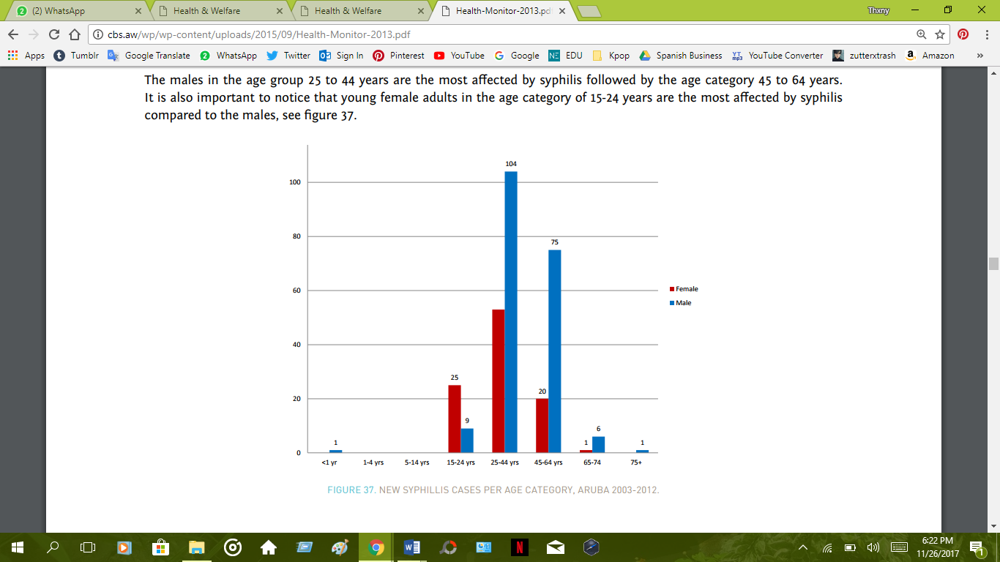 (2) WhatsApp
Health & Welfare
Health & Welfare
Health-Monitor-2013.pd
Thxny
cbs.aw/wp/wp-content/uploads/2015/09/Health-Monitor-2013.pdf
Apps Tumblr Google Translate WhatsApp Twitter Sign In Pinterest YouTube Google NE EDU Kpop Spanish Business YT mp3 YouTube Converter zutterxtrash Amazon »
The males in the age group 25 to 44 years are the most affected by syphilis followed by the age category 45 to 64 years.
It is also important to notice that young female adults in the age category of 15-24 years are the most affected by syphilis
compared to the males, see figure 37.
104
100
80
75
60
Female
Male
40
25
20
20
9
6
1
1
1
0
<1 yr 1-4 yrs 5-14 yrs 15-24 yrs 25-44 yrs 45-64 yrs 65-74 75+
FIGURE 37. NEW SYPHILLIS CASES PER AGE CATEGORY, ARUBA 2003-2012.
6:22 PM
11/26/2017
1